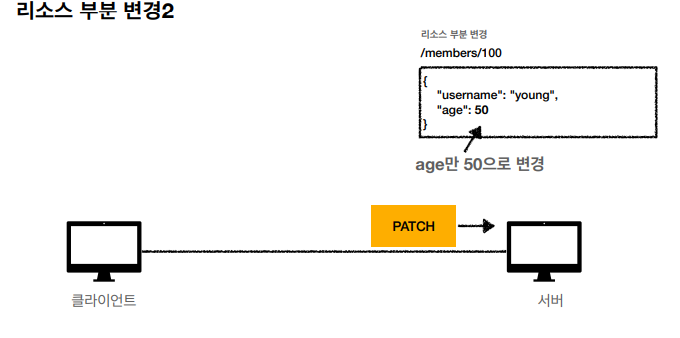 리소스 부분 변경2
리소스 부분 변경
/members/100
{
"username": "young",
"age": 50
}
age만 50으로 변경
PATCH
클라이언트
서버